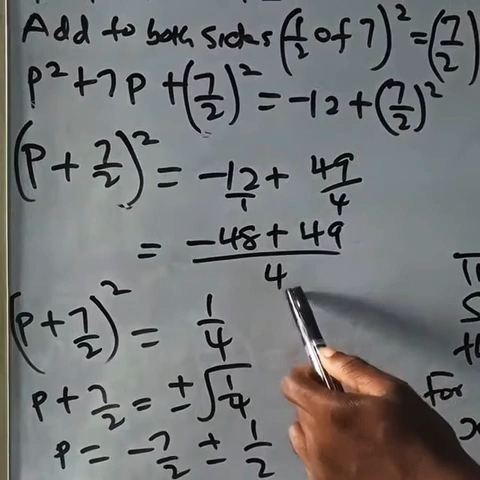 Add to both sides (1/2 of 7)² = (7/2)
p² + 7p + (7/2)² = -12 + (7/2)²
(p + 7/2)² = -12/1 + 49/4
= (-48 + 49)/4
(p + 7/2)² = 1/4
p + 7/2 = ± √(1/4)
p = -7/2 ± 1/2
For